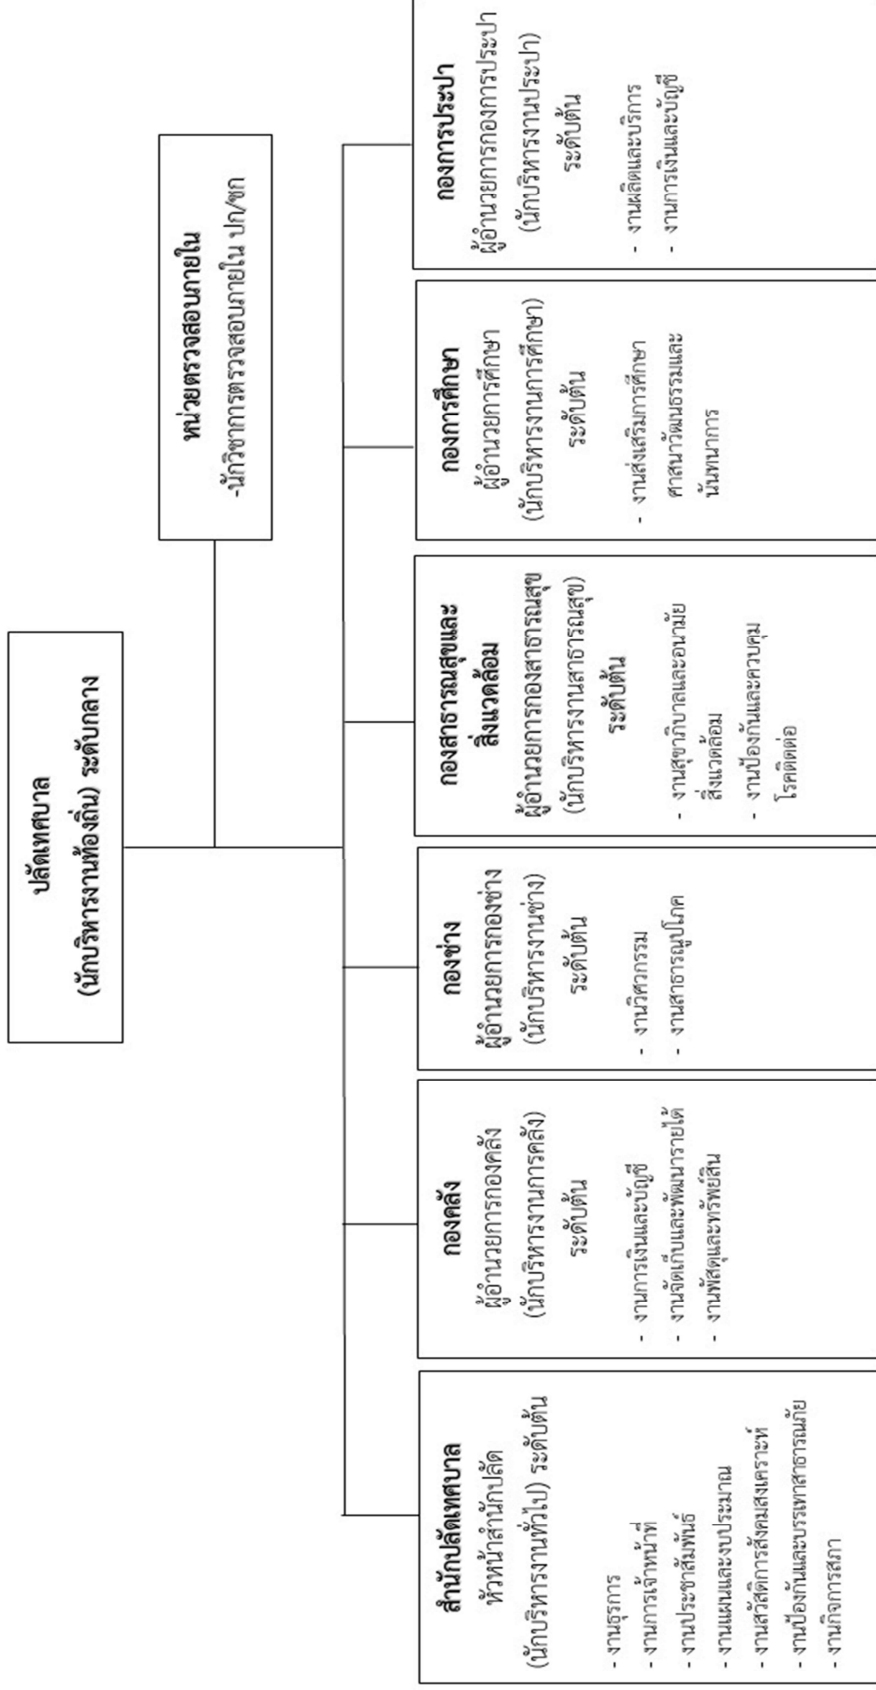 ปลัดเทศบาล
(นักบริหารงานท้องถิ่น) ระดับกลาง
หน่วยตรวจสอบภายใน
-นักวิชาการตรวจสอบภายใน ปก/ชก
สำนักปลัดเทศบาล
หัวหน้าสำนักปลัด
(นักบริหารงานทั่วไป) ระดับต้น
- งานธุรการ
- งานการเจ้าหน้าที่
- งานประชาสัมพันธ์
- งานแผนและงบประมาณ
- งานสวัสดิการสังคมสงเคราะห์
- งานป้องกันและบรรเทาสาธารณภัย
- งานกิจการสภา
กองคลัง
ผู้อำนวยการกองคลัง
(นักบริหารงานการคลัง)
ระดับต้น
- งานการเงินและบัญชี
- งานจัดเก็บและพัฒนารายได้
- งานพัสดุและทรัพย์สิน
กองช่าง
ผู้อำนวยการกองช่าง
(นักบริหารงานช่าง)
ระดับต้น
- งานวิศวกรรม
- งานสาธารณูปโภค
กองสาธารณสุขและ
สิ่งแวดล้อม
ผู้อำนวยการกองสาธารณสุข
(นักบริหารงานสาธารณสุข)
ระดับต้น
- งานสุขาภิบาลและอนามัย
สิ่งแวดล้อม
- งานป้องกันและควบคุม
โรคติดต่อ
กองการศึกษา
ผู้อำนวยการศึกษา
(นักบริหารงานการศึกษา)
ระดับต้น
- งานส่งเสริมการศึกษา
ศาสนาวัฒนธรรมและ
นันทนาการ
กองการประปา
ผู้อำนวยการกองการประปา
(นักบริหารงานประปา)
ระดับต้น
- งานผลิตและบริการ
- งานการเงินและบัญชี